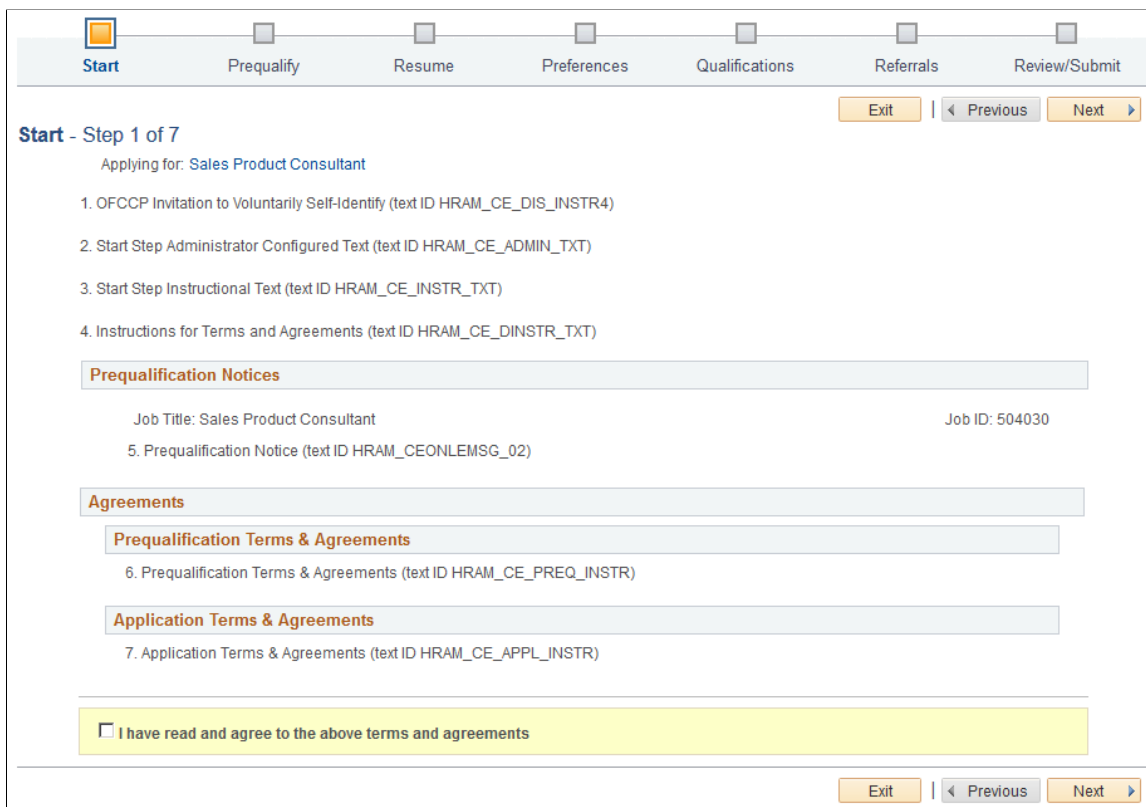 Start Prequalify Resume Preferences Qualifications Referrals Review/Submit
Exit | Previous Next
Start - Step 1 of 7
Applying for: Sales Product Consultant
1. OFCCP Invitation to Voluntarily Self-Identify (text ID HRAM_CE_DIS_INSTR4)
2. Start Step Administrator Configured Text (text ID HRAM_CE_ADMIN_TXT)
3. Start Step Instructional Text (text ID HRAM_CE_INSTR_TXT)
4. Instructions for Terms and Agreements (text ID HRAM_CE_DINSTR_TXT)
Prequalification Notices
Job Title: Sales Product Consultant Job ID: 504030
5. Prequalification Notice (text ID HRAM_CEONLEMSG_02)
Agreements
Prequalification Terms & Agreements
6. Prequalification Terms & Agreements (text ID HRAM_CE_PREQ_INSTR)
Application Terms & Agreements
7. Application Terms & Agreements (text ID HRAM_CE_APPL_INSTR)
I have read and agree to the above terms and agreements
Exit | Previous Next